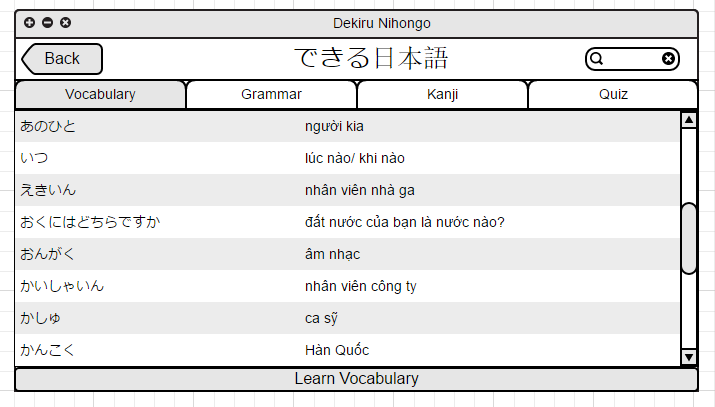 Dekiru Nihongo
Back
できる日本語
Vocabulary Grammar Kanji Quiz
あのひと người kia
いつ lúc nào/ khi nào
えきいん nhân viên nhà ga
おくにはどちらですか đất nước của bạn là nước nào?
おんがく âm nhạc
かいしゃいん nhân viên công ty
かしゅ ca sỹ
かんこく Hàn Quốc
Learn Vocabulary